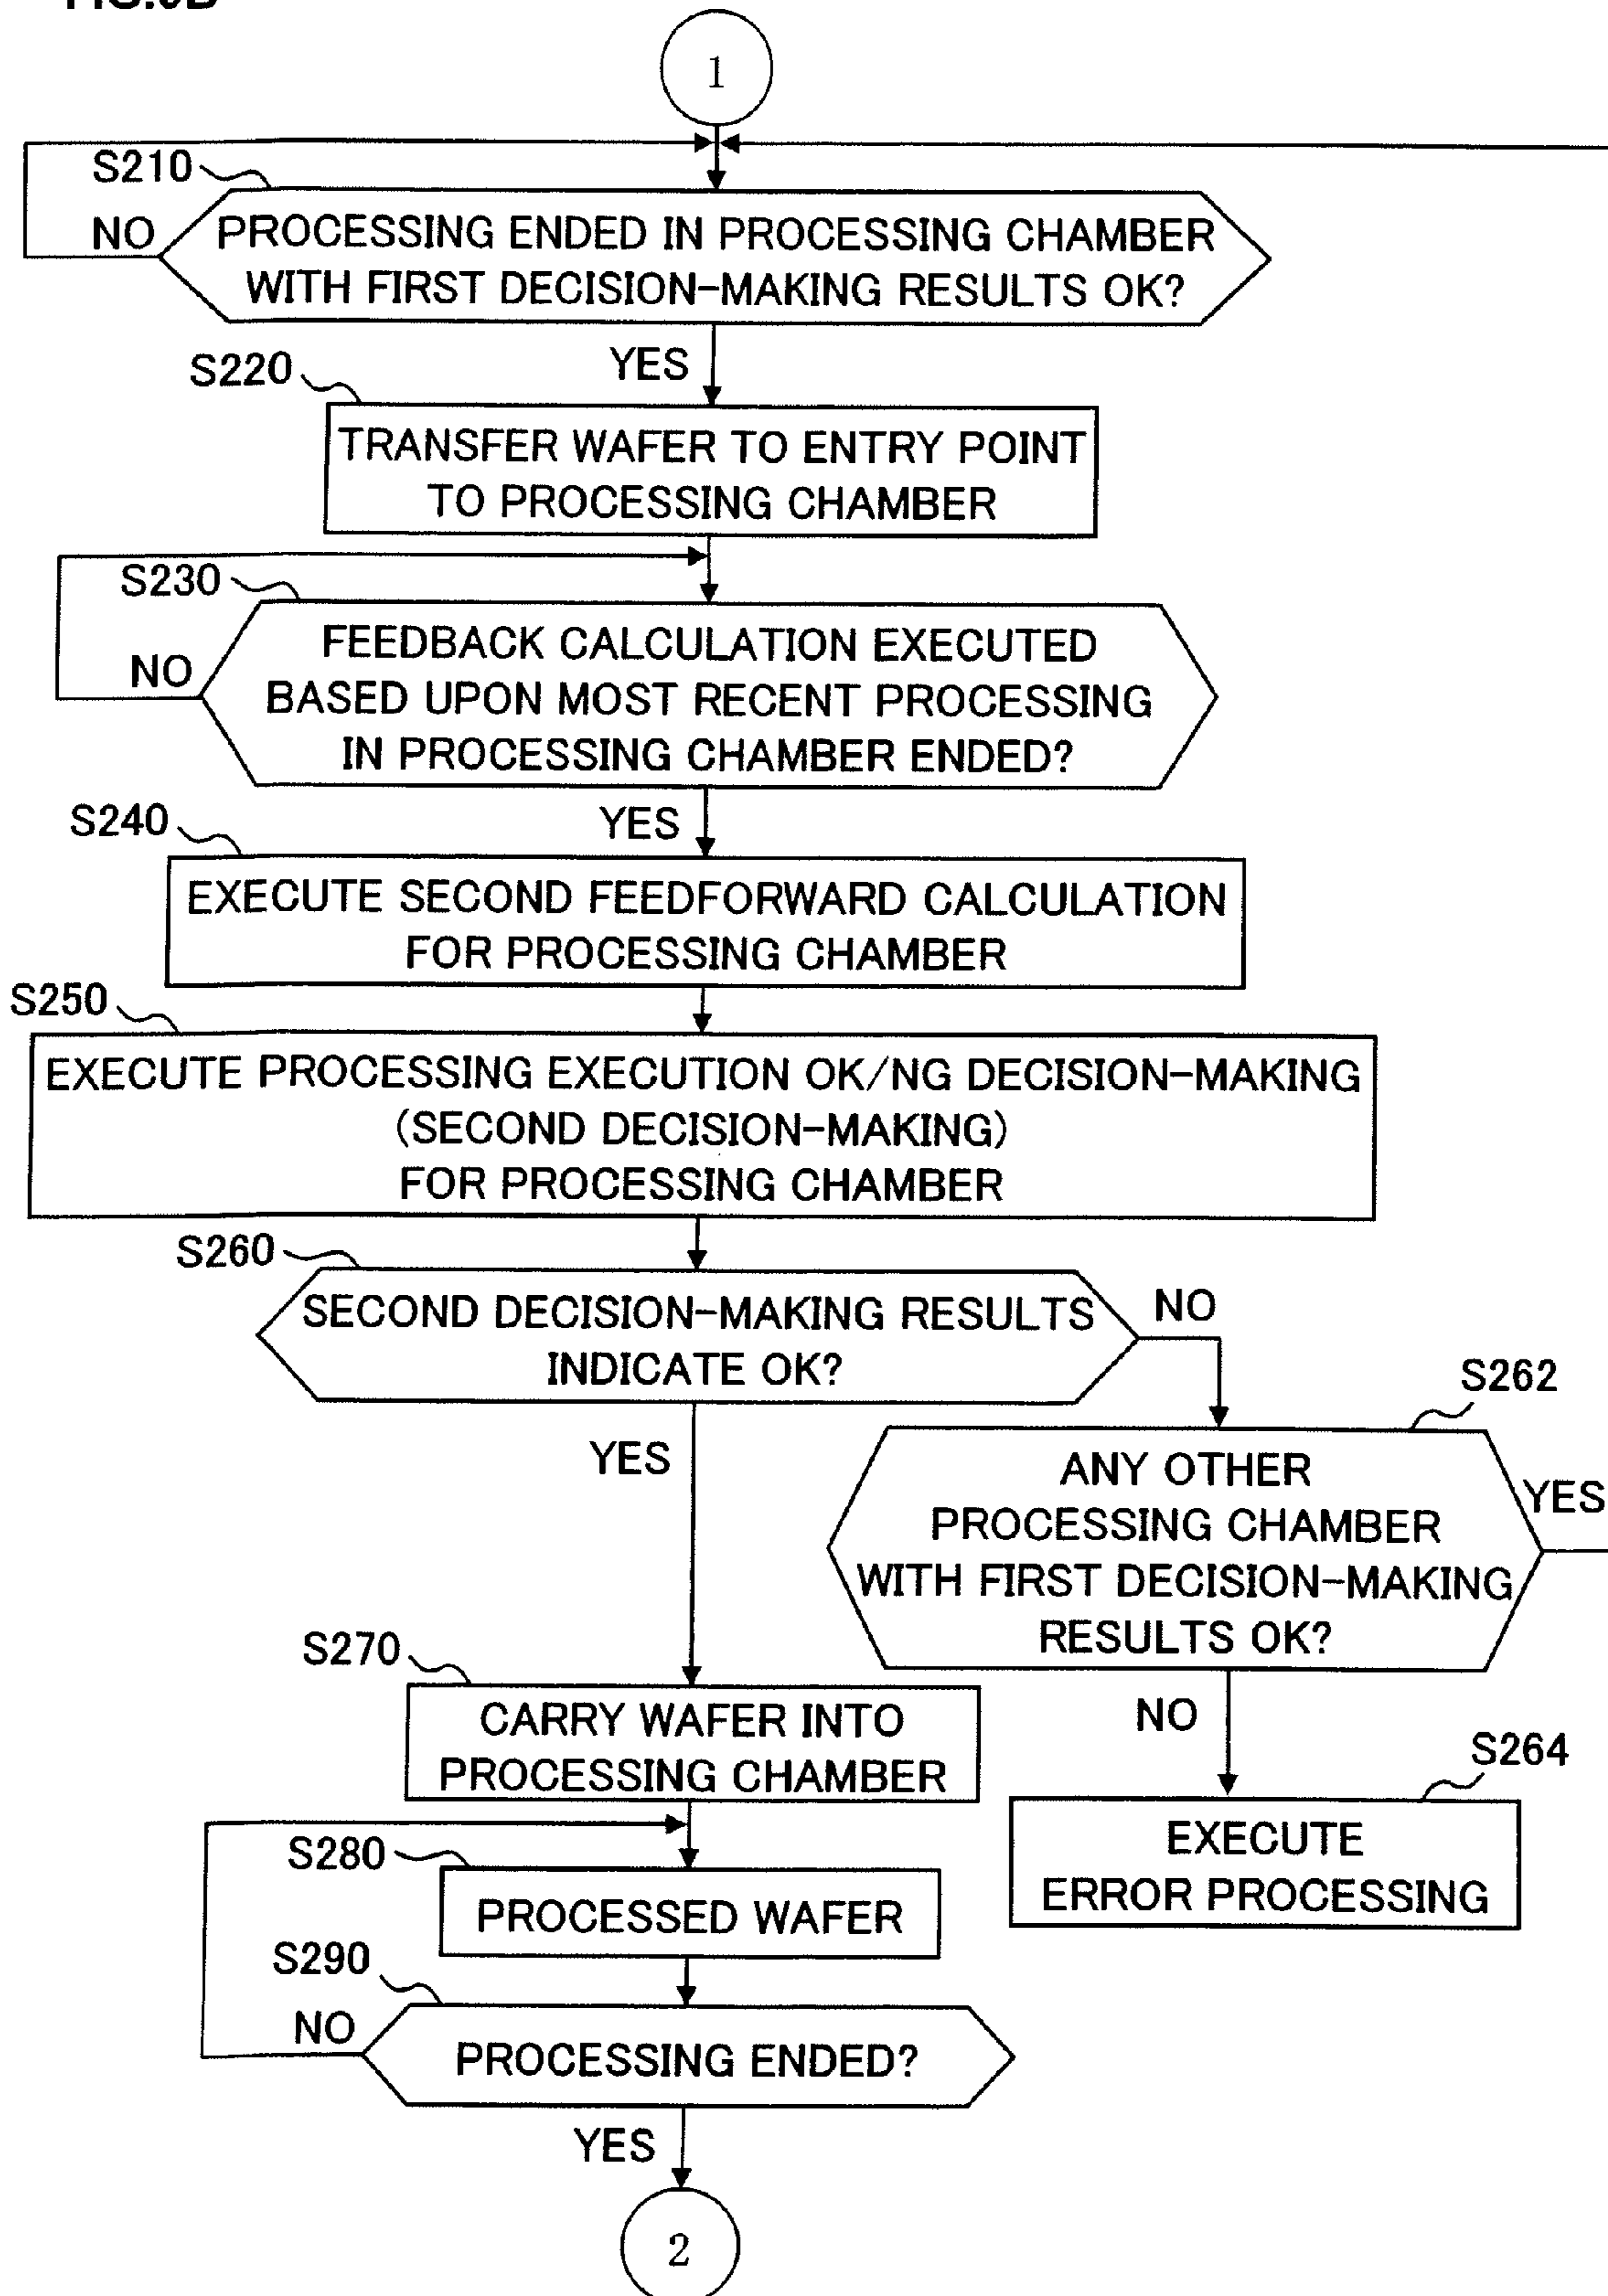 1
S210
NO
PROCESSING ENDED IN PROCESSING CHAMBER
WITH FIRST DECISION-MAKING RESULTS OK?
YES
S220
TRANSFER WAFER TO ENTRY POINT
TO PROCESSING CHAMBER
S230
NO
FEEDBACK CALCULATION EXECUTED
BASED UPON MOST RECENT PROCESSING
IN PROCESSING CHAMBER ENDED?
YES
S240
EXECUTE SECOND FEEDFORWARD CALCULATION
FOR PROCESSING CHAMBER
S250
EXECUTE PROCESSING EXECUTION OK/NG DECISION-MAKING
(SECOND DECISION-MAKING)
FOR PROCESSING CHAMBER
S260
SECOND DECISION-MAKING RESULTS
INDICATE OK?
NO
YES
S262
ANY OTHER
PROCESSING CHAMBER
WITH FIRST DECISION-MAKING
RESULTS OK?
YES
NO
S264
EXECUTE
ERROR PROCESSING
S270
CARRY WAFER INTO
PROCESSING CHAMBER
S280
PROCESSED WAFER
S290
NO
PROCESSING ENDED?
YES
2